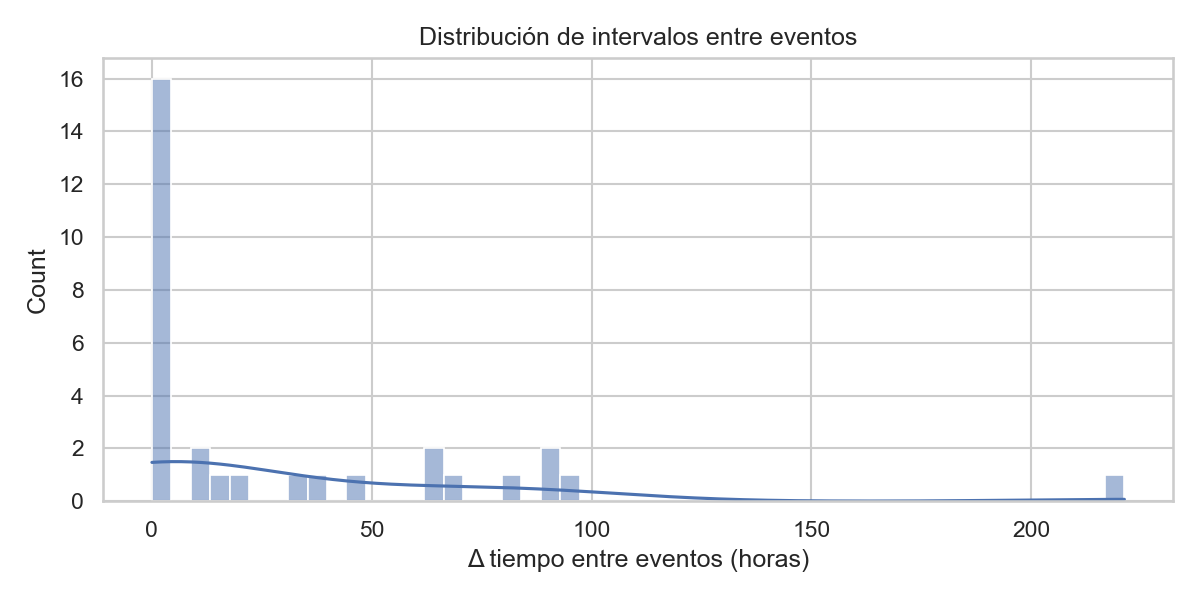 Distribución de intervalos entre eventos
Count
16
14
12
10
8
6
4
2
0
0 50 100 150 200
Δ tiempo entre eventos (horas)